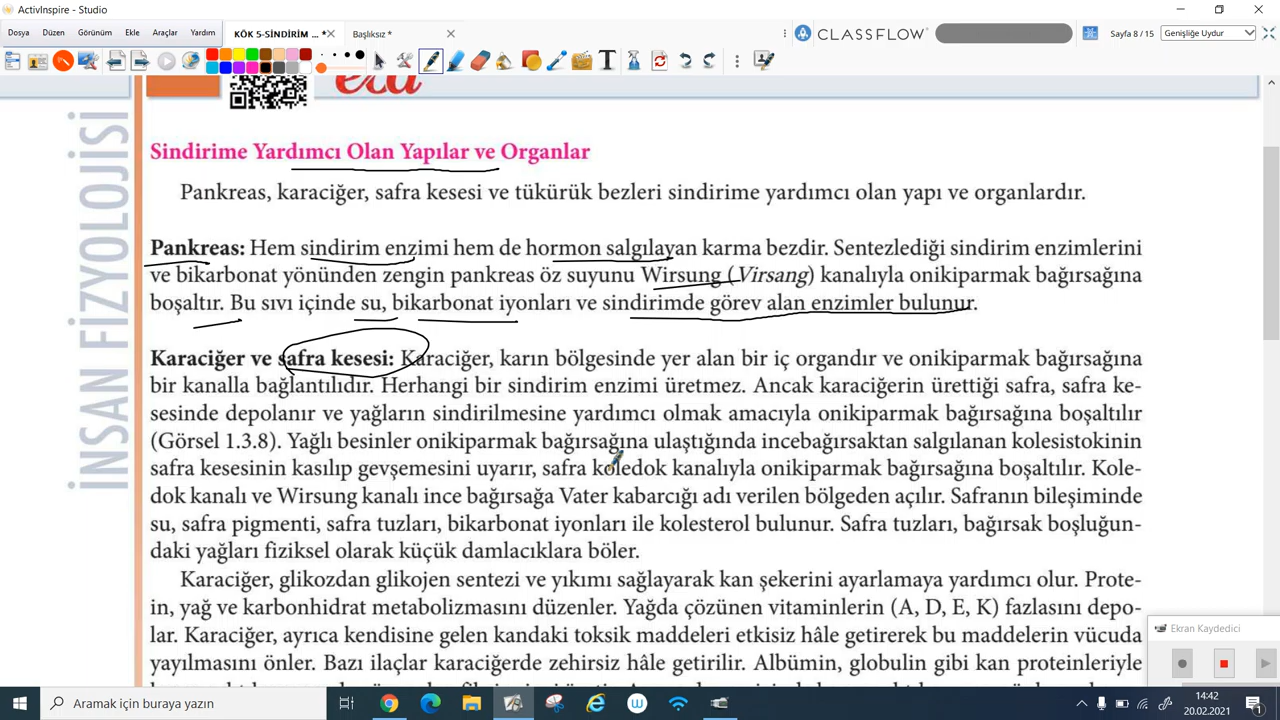 ActivInspire - Studio
Dosya Düzen Görünüm Ekle Araçlar Yardım
KÖK 5-SİNDİRİM ... *
Başlıksız *
CLASSFLOW
Sayfa 8 / 15
Genişliğe Uydur
eba
Sindirime Yardımcı Olan Yapılar ve Organlar
Pankreas, karaciğer, safra kesesi ve tükürük bezleri sindirime yardımcı olan yapı ve organlardır.
Pankreas: Hem sindirim enzimi hem de hormon salgılayan karma bezdir. Sentezlediği sindirim enzimlerini
ve bikarbonat yönünden zengin pankreas öz suyunu Wirsung (Virsang) kanalıyla onikiparmak bağırsağına
boşaltır. Bu sıvı içinde su, bikarbonat iyonları ve sindirimde görev alan enzimler bulunur.
Karaciğer ve safra kesesi: Karaciğer, karın bölgesinde yer alan bir iç organdır ve onikiparmak bağırsağına
bir kanalla bağlantılıdır. Herhangi bir sindirim enzimi üretmez. Ancak karaciğerin ürettiği safra, safra ke-
sesinde depolanır ve yağların sindirilmesine yardımcı olmak amacıyla onikiparmak bağırsağına boşaltılır
(Görsel 1.3.8). Yağlı besinler onikiparmak bağırsağına ulaştığında incebağırsaktan salgılanan kolesistokinin
safra kesesinin kasılıp gevşemesini uyarır, safra koledok kanalıyla onikiparmak bağırsağına boşaltılır. Kole-
dok kanalı ve Wirsung kanalı ince bağırsağa Vater kabarcığı adı verilen bölgeden açılır. Safranın bileşiminde
su, safra pigmenti, safra tuzları, bikarbonat iyonları ile kolesterol bulunur. Safra tuzları, bağırsak boşluğun-
daki yağları fiziksel olarak küçük damlacıklara böler.
Karaciğer, glikozdan glikojen sentezi ve yıkımı sağlayarak kan şekerini ayarlamaya yardımcı olur. Prote-
in, yağ ve karbonhidrat metabolizmasını düzenler. Yağda çözünen vitaminlerin (A, D, E, K) fazlasını depo-
lar. Karaciğer, ayrıca kendisine gelen kandaki toksik maddeleri etkisiz hâle getirerek bu maddelerin vücuda
yayılmasını önler. Bazı ilaçlar karaciğerde zehirsiz hâle getirilir. Albümin, globulin gibi kan proteinleriyle
İNSAN FİZYOLOJİSİ
Ekran Kaydedici
Aramak için buraya yazın
14:42
20.02.2021